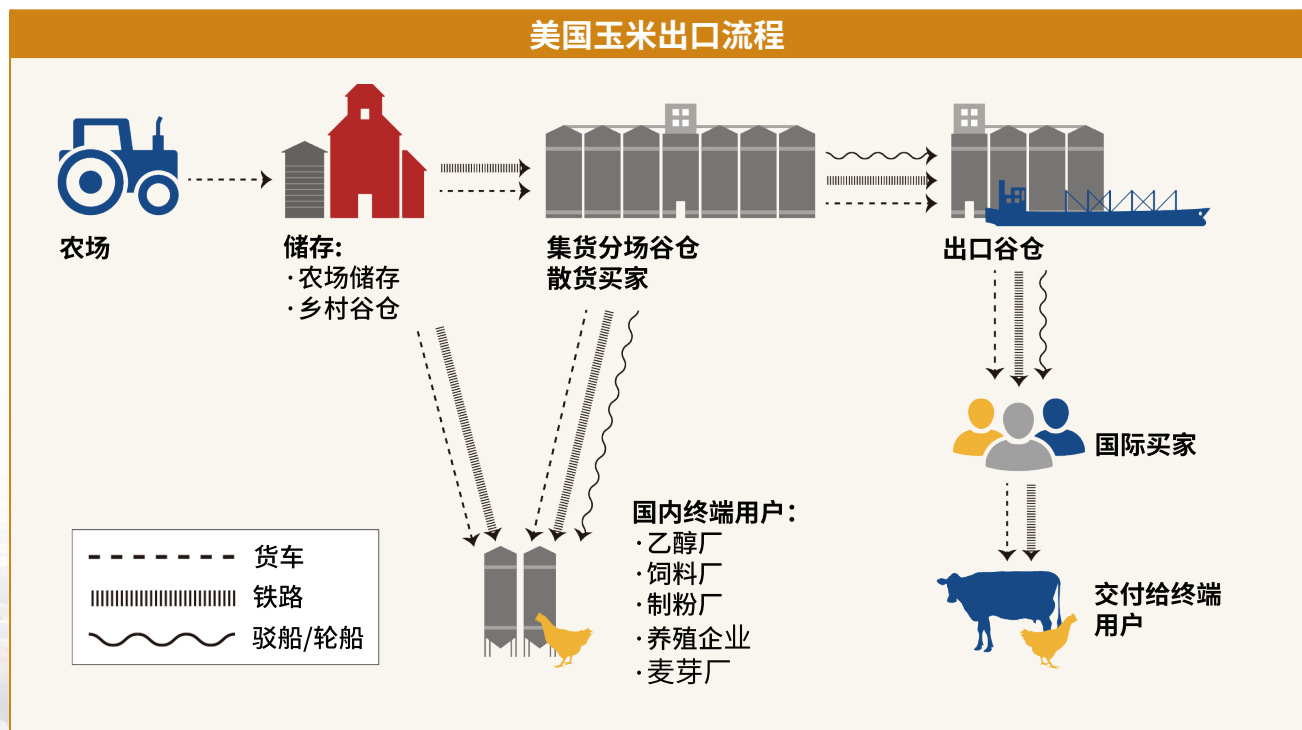 美国玉米出口流程
农场
储存:
·农场储存
·乡村谷仓
集货分场谷仓
散货买家
出口谷仓
国际买家
国内终端用户：
·乙醇厂
·饲料厂
·制粉厂
·养殖企业
·麦芽厂
交付给终端
用户
货车
铁路
驳船/轮船